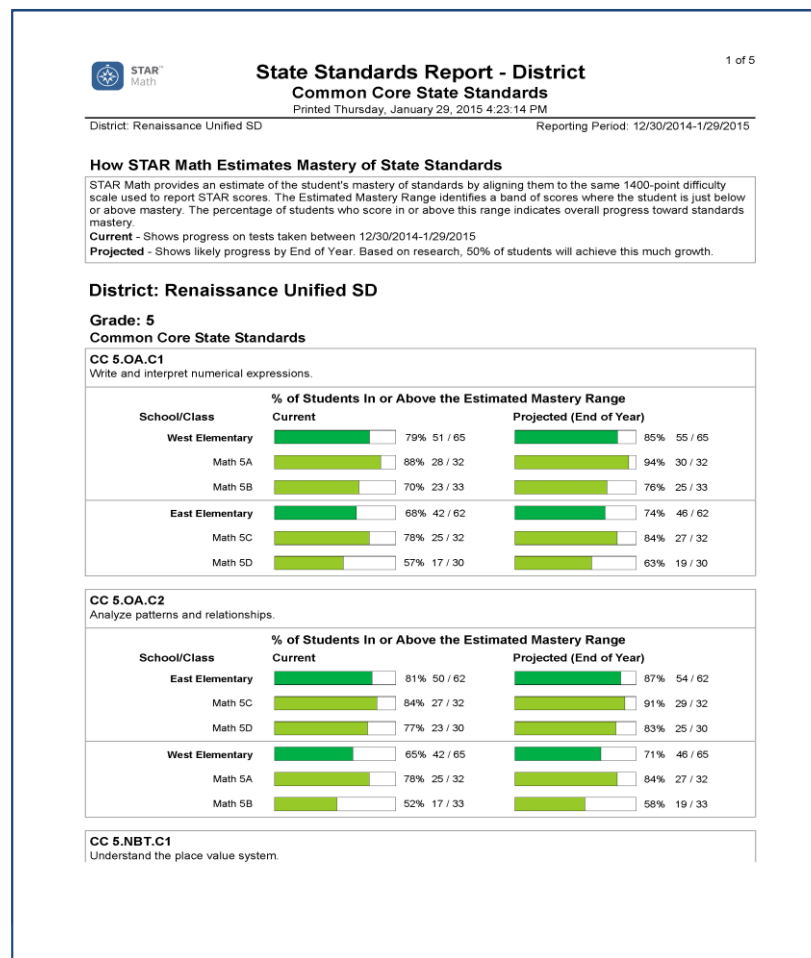 1 of 5
STAR™
Math
State Standards Report - District
Common Core State Standards
Printed Thursday, January 29, 2015 4:23:14 PM
District: Renaissance Unified SD Reporting Period: 12/30/2014-1/29/2015
How STAR Math Estimates Mastery of State Standards
STAR Math provides an estimate of the student's mastery of standards by aligning them to the same 1400-point difficulty
scale used to report STAR scores. The Estimated Mastery Range identifies a band of scores where the student is just below
or above mastery. The percentage of students who score in or above this range indicates overall progress toward standards
mastery.
Current - Shows progress on tests taken between 12/30/2014-1/29/2015
Projected - Shows likely progress by End of Year. Based on research, 50% of students will achieve this much growth.
District: Renaissance Unified SD
Grade: 5
Common Core State Standards
CC 5.OA.C1
Write and interpret numerical expressions.
% of Students In or Above the Estimated Mastery Range
School/Class Current Projected (End of Year)
West Elementary 79% 51 / 65 85% 55 / 65
Math 5A 88% 28 / 32 94% 30 / 32
Math 5B 70% 23 / 33 76% 25 / 33
East Elementary 68% 42 / 62 74% 46 / 62
Math 5C 78% 25 / 32 84% 27 / 32
Math 5D 57% 17 / 30 63% 19 / 30
CC 5.OA.C2
Analyze patterns and relationships.
% of Students In or Above the Estimated Mastery Range
School/Class Current Projected (End of Year)
East Elementary 81% 50 / 62 87% 54 / 62
Math 5C 84% 27 / 32 91% 29 / 32
Math 5D 77% 23 / 30 83% 25 / 30
West Elementary 65% 42 / 65 71% 46 / 65
Math 5A 78% 25 / 32 84% 27 / 32
Math 5B 52% 17 / 33 58% 19 / 33
CC 5.NBT.C1
Understand the place value system.